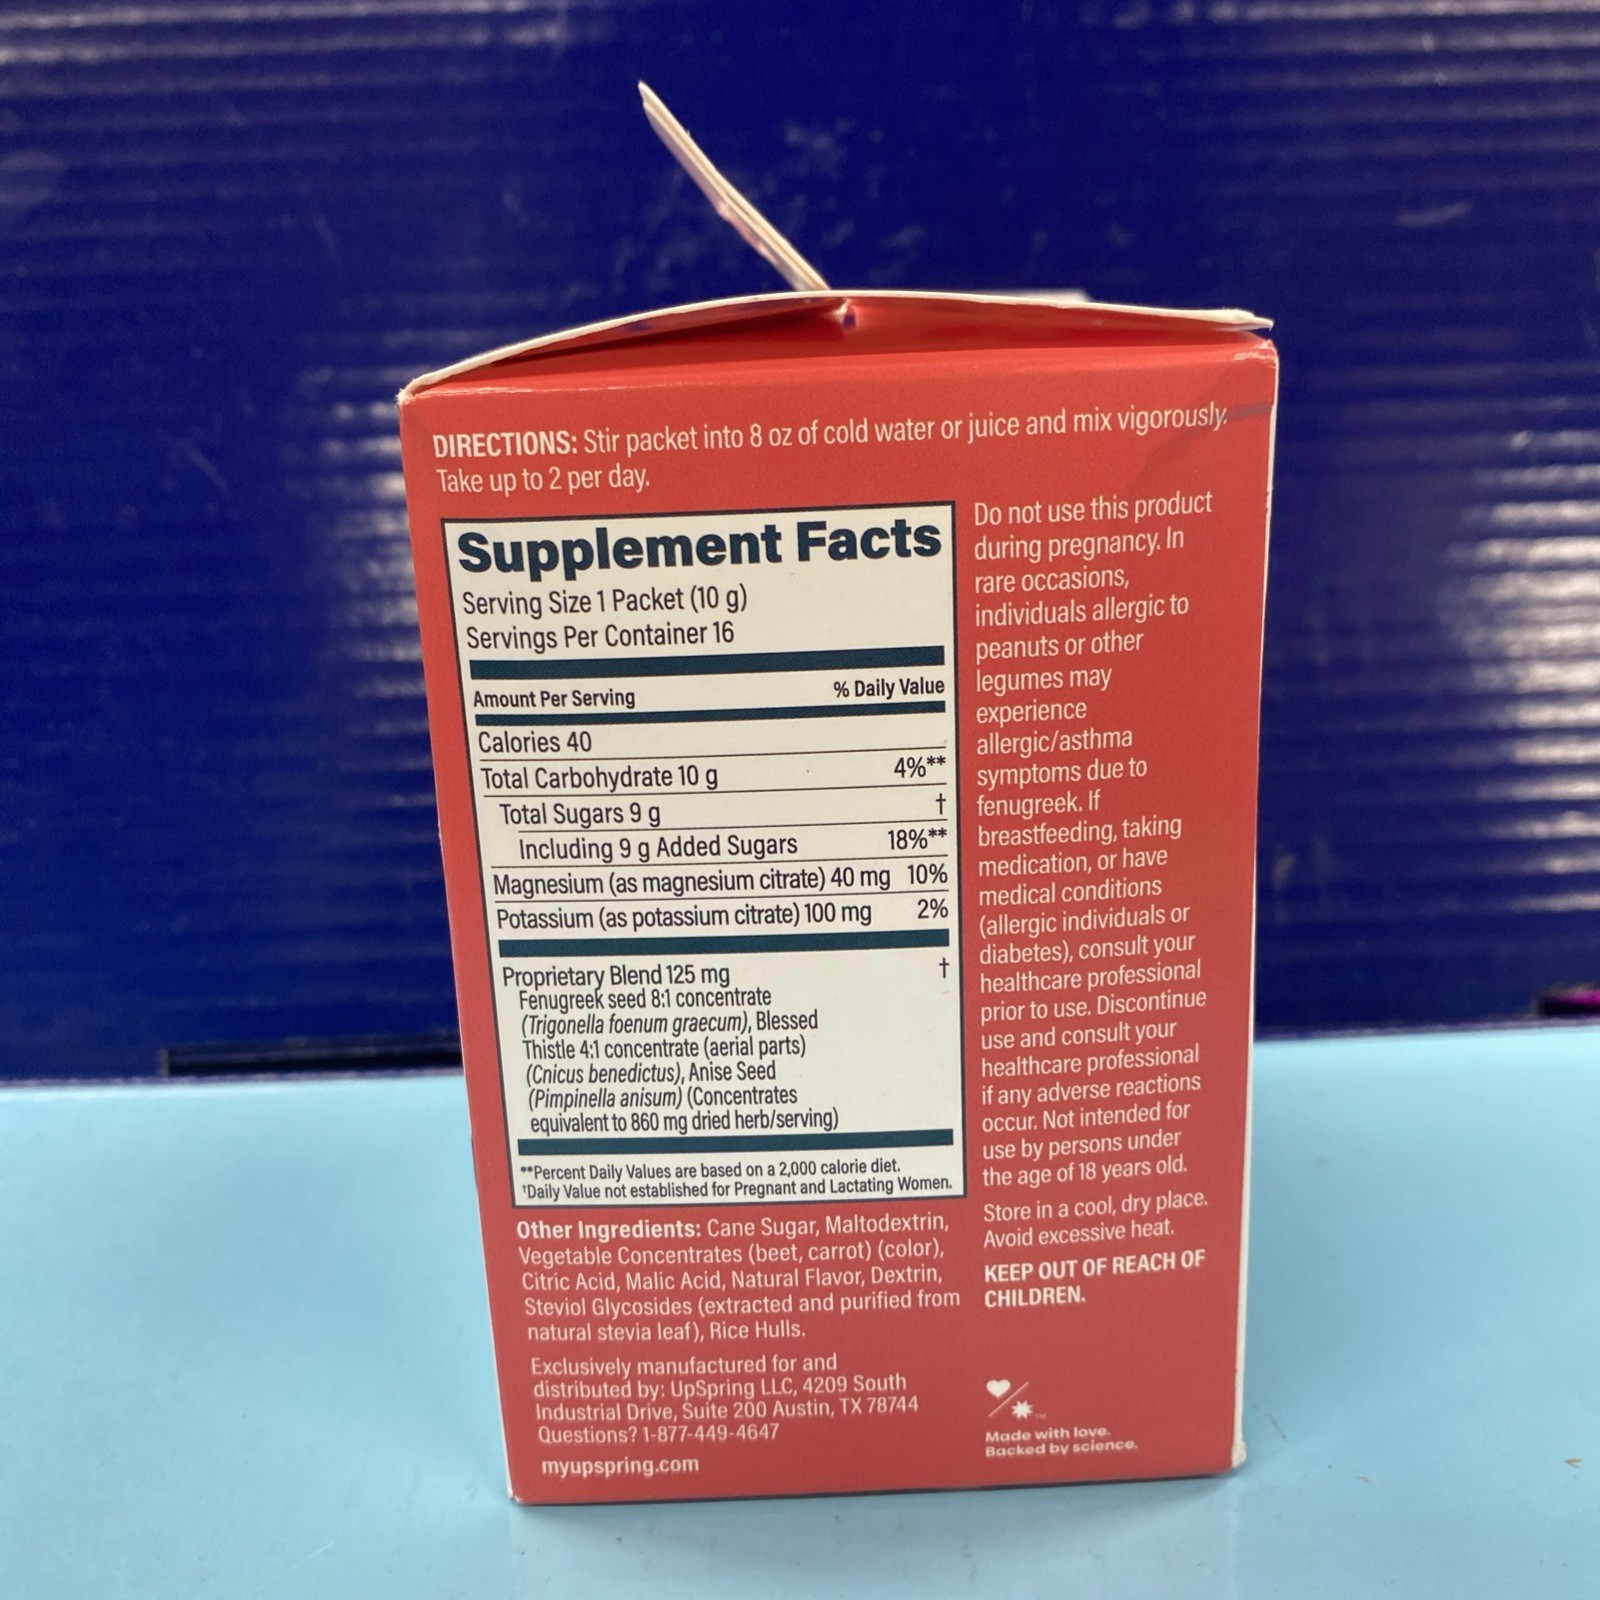 DIRECTIONS: Stir packet into 8 oz of cold water or juice and mix vigorously.
Take up to 2 per day.
Supplement Facts
Serving Size 1 Packet (10 g)
Servings Per Container 16
Amount Per Serving % Daily Value
Calories 40
Total Carbohydrate 10 g 4%**
Total Sugars 9 g †
Including 9 g Added Sugars 18%**
Magnesium (as magnesium citrate) 40 mg 10%
Potassium (as potassium citrate) 100 mg 2%
Proprietary Blend 125 mg †
Fenugreek seed 8:1 concentrate
(Trigonella foenum graecum), Blessed
Thistle 4:1 concentrate (aerial parts)
(Cnicus benedictus), Anise Seed
(Pimpinella anisum) (Concentrates
equivalent to 860 mg dried herb/serving)
**Percent Daily Values are based on a 2,000 calorie diet.
†Daily Value not established for Pregnant and Lactating Women.
Other Ingredients: Cane Sugar, Maltodextrin,
Vegetable Concentrates (beet, carrot) (color),
Citric Acid, Malic Acid, Natural Flavor, Dextrin,
Steviol Glycosides (extracted and purified from
natural stevia leaf), Rice Hulls.
Exclusively manufactured for and
distributed by: UpSpring LLC, 4209 South
Industrial Drive, Suite 200 Austin, TX 78744
Questions? 1-877-449-4647
myupspring.com
Do not use this product
during pregnancy. In
rare occasions,
individuals allergic to
peanuts or other
legumes may
experience
allergic/asthma
symptoms due to
fenugreek. If
breastfeeding, taking
medication, or have
medical conditions
(allergic individuals or
diabetes), consult your
healthcare professional
prior to use. Discontinue
use and consult your
healthcare professional
if any adverse reactions
occur. Not intended for
use by persons under
the age of 18 years old.
Store in a cool, dry place.
Avoid excessive heat.
KEEP OUT OF REACH OF
CHILDREN.
TM
Made with love.
Backed by science.